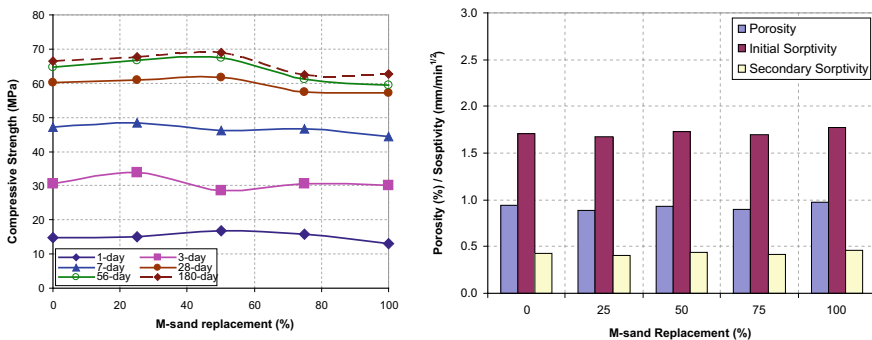 Compressive Strength (MPa)
80
70
60
50
40
30
20
10
0
1-day
3-day
7-day
28-day
56-day
180-day
0 20 40 60 80 100
M-sand replacement (%)
Porosity (%) / Sosptivity (mm/min1/2)
3.0
2.5
2.0
1.5
1.0
0.5
0.0
Porosity
Initial Sorptivity
Secondary Sorptivity
0 25 50 75 100
M-sand Replacement (%)